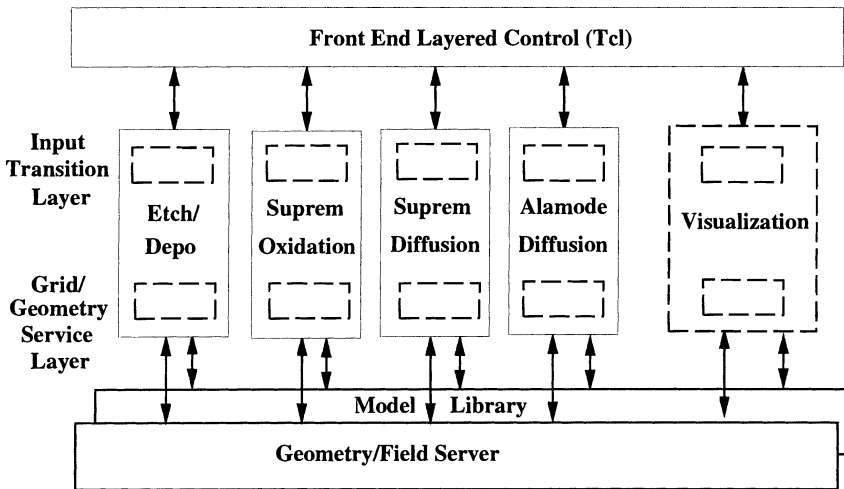 Front End Layered Control (Tcl)
Input
Transition
Layer
Etch/
Depo
Suprem
Oxidation
Suprem
Diffusion
Alamode
Diffusion
Visualization
Grid/
Geometry
Service
Layer
Model Library
Geometry/Field Server